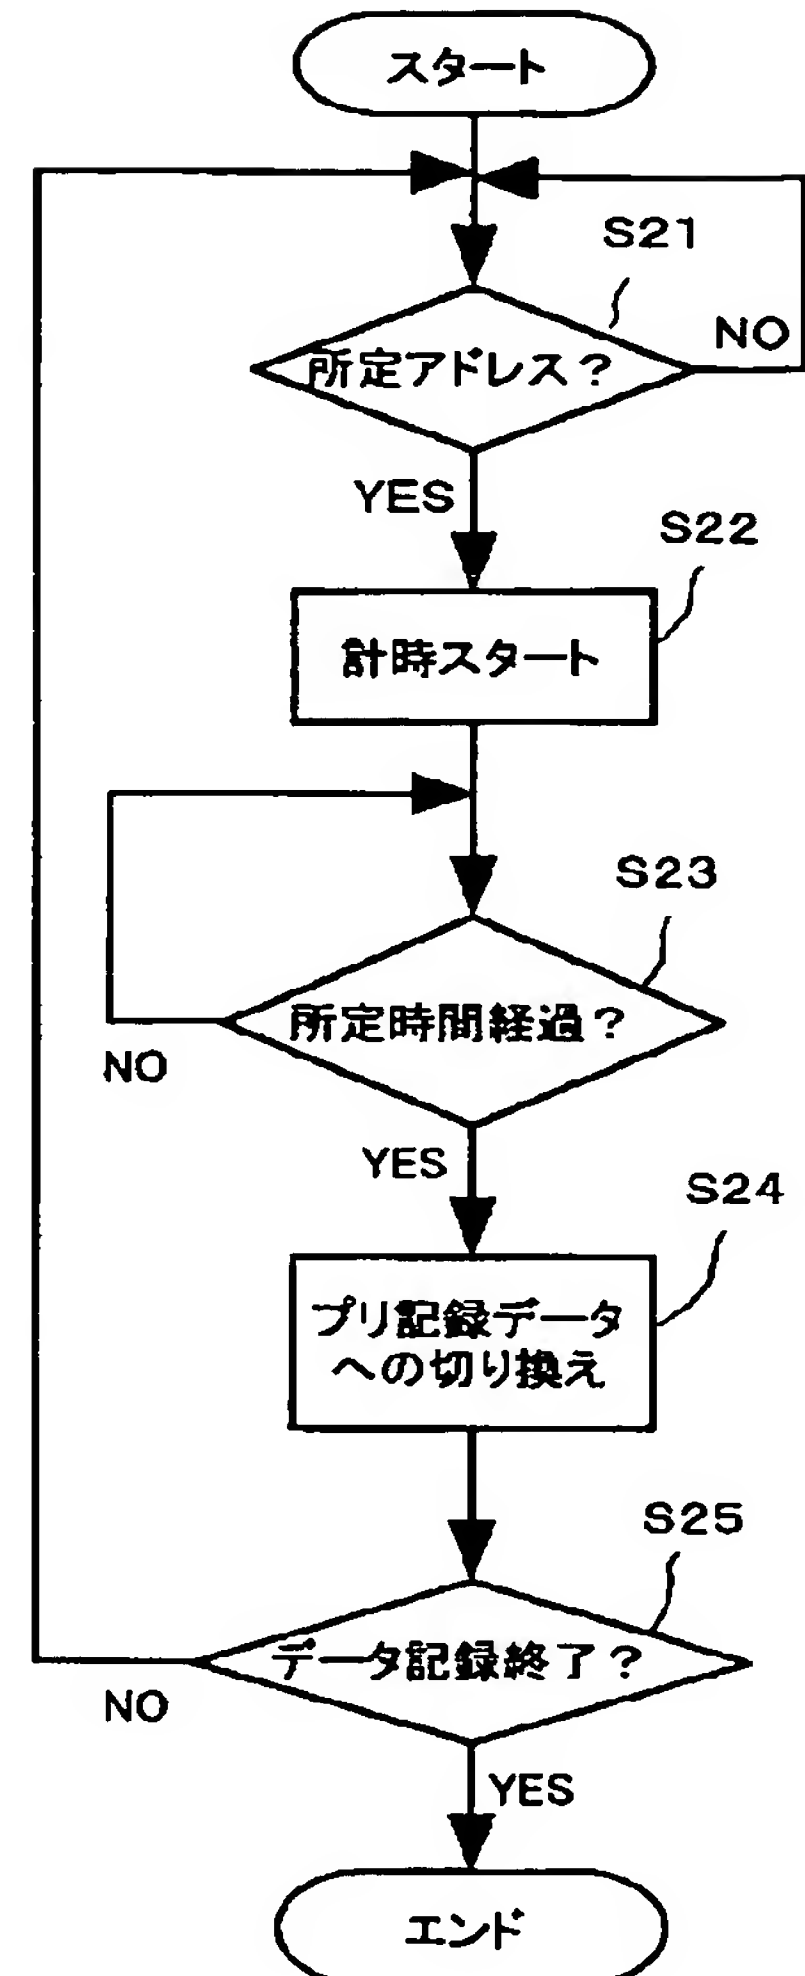 スタート
S21
所定アドレス？
NO
YES
S22
計時スタート
S23
所定時間経過？
NO
YES
S24
プリ記録データ
への切り換え
S25
データ記録終了？
NO
YES
エンド